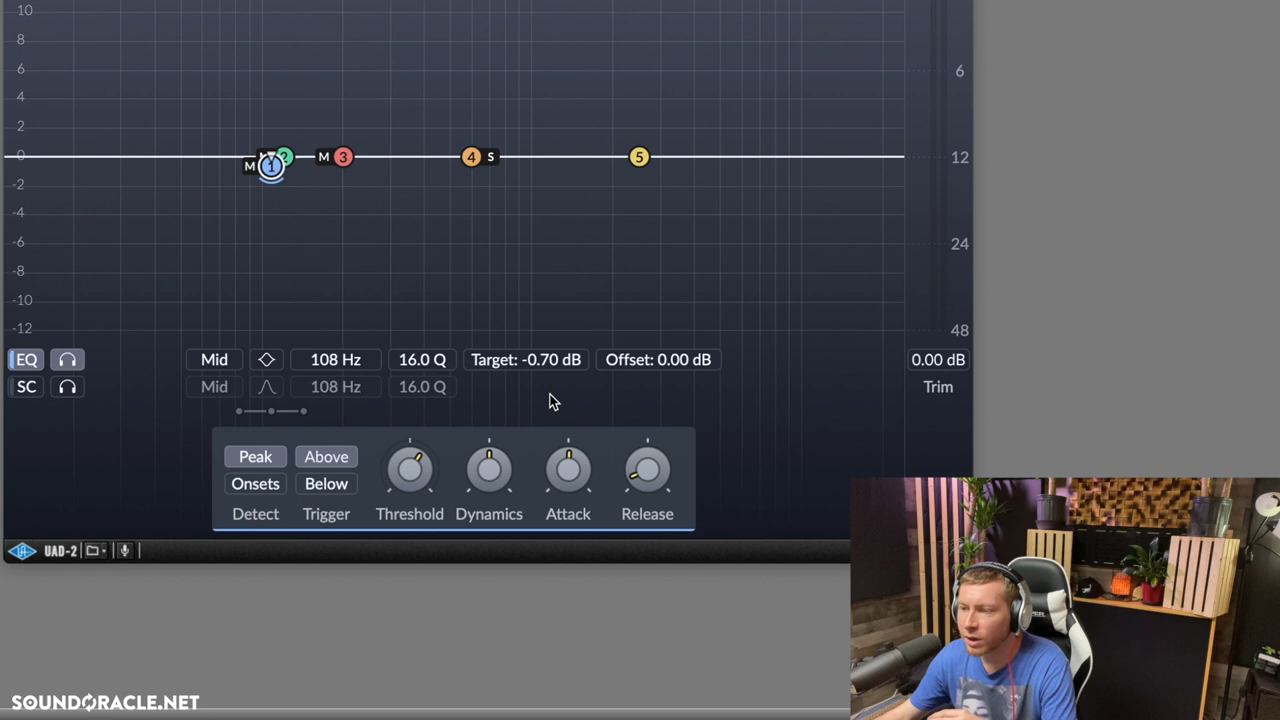 10
8
6
6
4
2
0
M 1 2 M 3 4 S 5
12
-2
-4
-6
24
-8
-10
-12
48
EQ Mid 108 Hz 16.0 Q Target: -0.70 dB Offset: 0.00 dB 0.00 dB
SC Mid 108 Hz 16.0 Q Trim
Peak Above
Onsets Below
Detect Trigger Threshold Dynamics Attack Release
UAD-2
SOUNDORACLE.NET